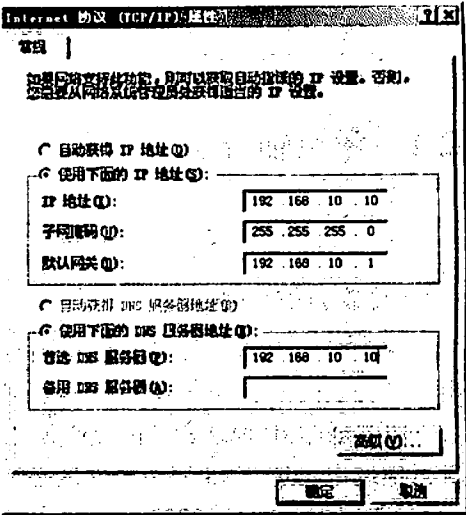 Internet 协议 (TCP/IP) 属性
常规
如果网络支持此功能，则可以获取自动指派的 IP 设置。否则，
您需要从网络系统管理员处获得适当的 IP 设置。
自动获得 IP 地址(O)
使用下面的 IP 地址(S):
IP 地址(I): 192 .168 .10 .10
子网掩码(U): 255 .255 .255 .0
默认网关(D): 192 .168 .10 .1
自动获得 DNS 服务器地址(B)
使用下面的 DNS 服务器地址(E):
首选 DNS 服务器(P): 192 .168 .10 .10
备用 DNS 服务器(A):
高级(V)...
确定 取消